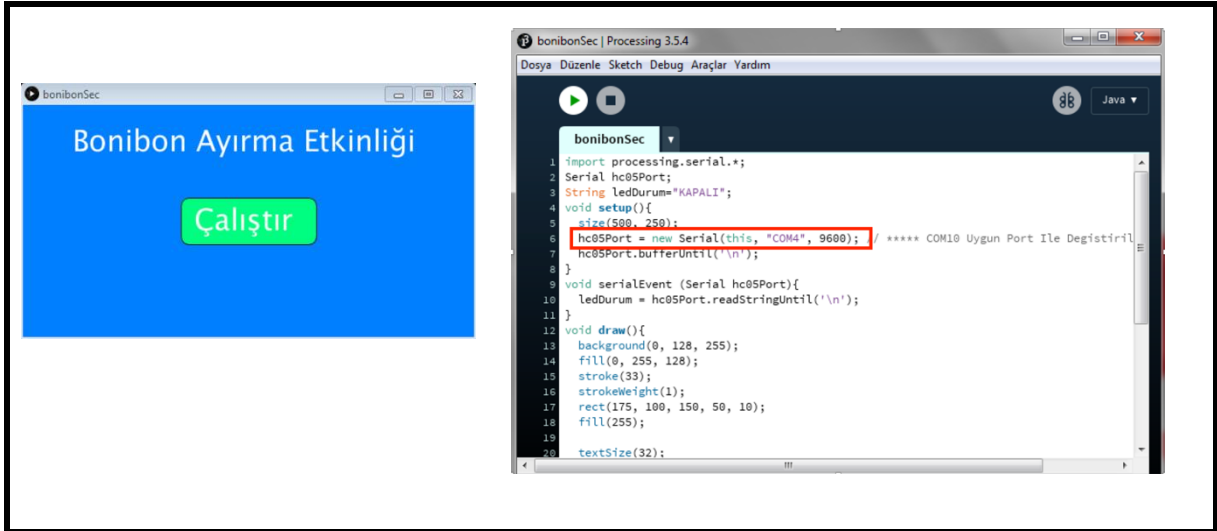 bonibonSec
Bonibon Ayırma Etkinliği
Çalıştır
bonibonSec | Processing 3.5.4
Dosya Düzenle Sketch Debug Araçlar Yardım
Java ▾
bonibonSec
1 import processing.serial.*;
2 Serial hc05Port;
3 String ledDurum="KAPALI";
4 void setup(){
5 size(500, 250);
6 hc05Port = new Serial(this, "COM4", 9600); // ***** COM10 Uygun Port Ile Degistiril
7 hc05Port.bufferUntil('\n');
8 }
9 void serialEvent (Serial hc05Port){
10 ledDurum = hc05Port.readStringUntil('\n');
11 }
12 void draw(){
13 background(0, 128, 255);
14 fill(0, 255, 128);
15 stroke(33);
16 strokeWeight(1);
17 rect(175, 100, 150, 50, 10);
18 fill(255);
19
20 textSize(32);